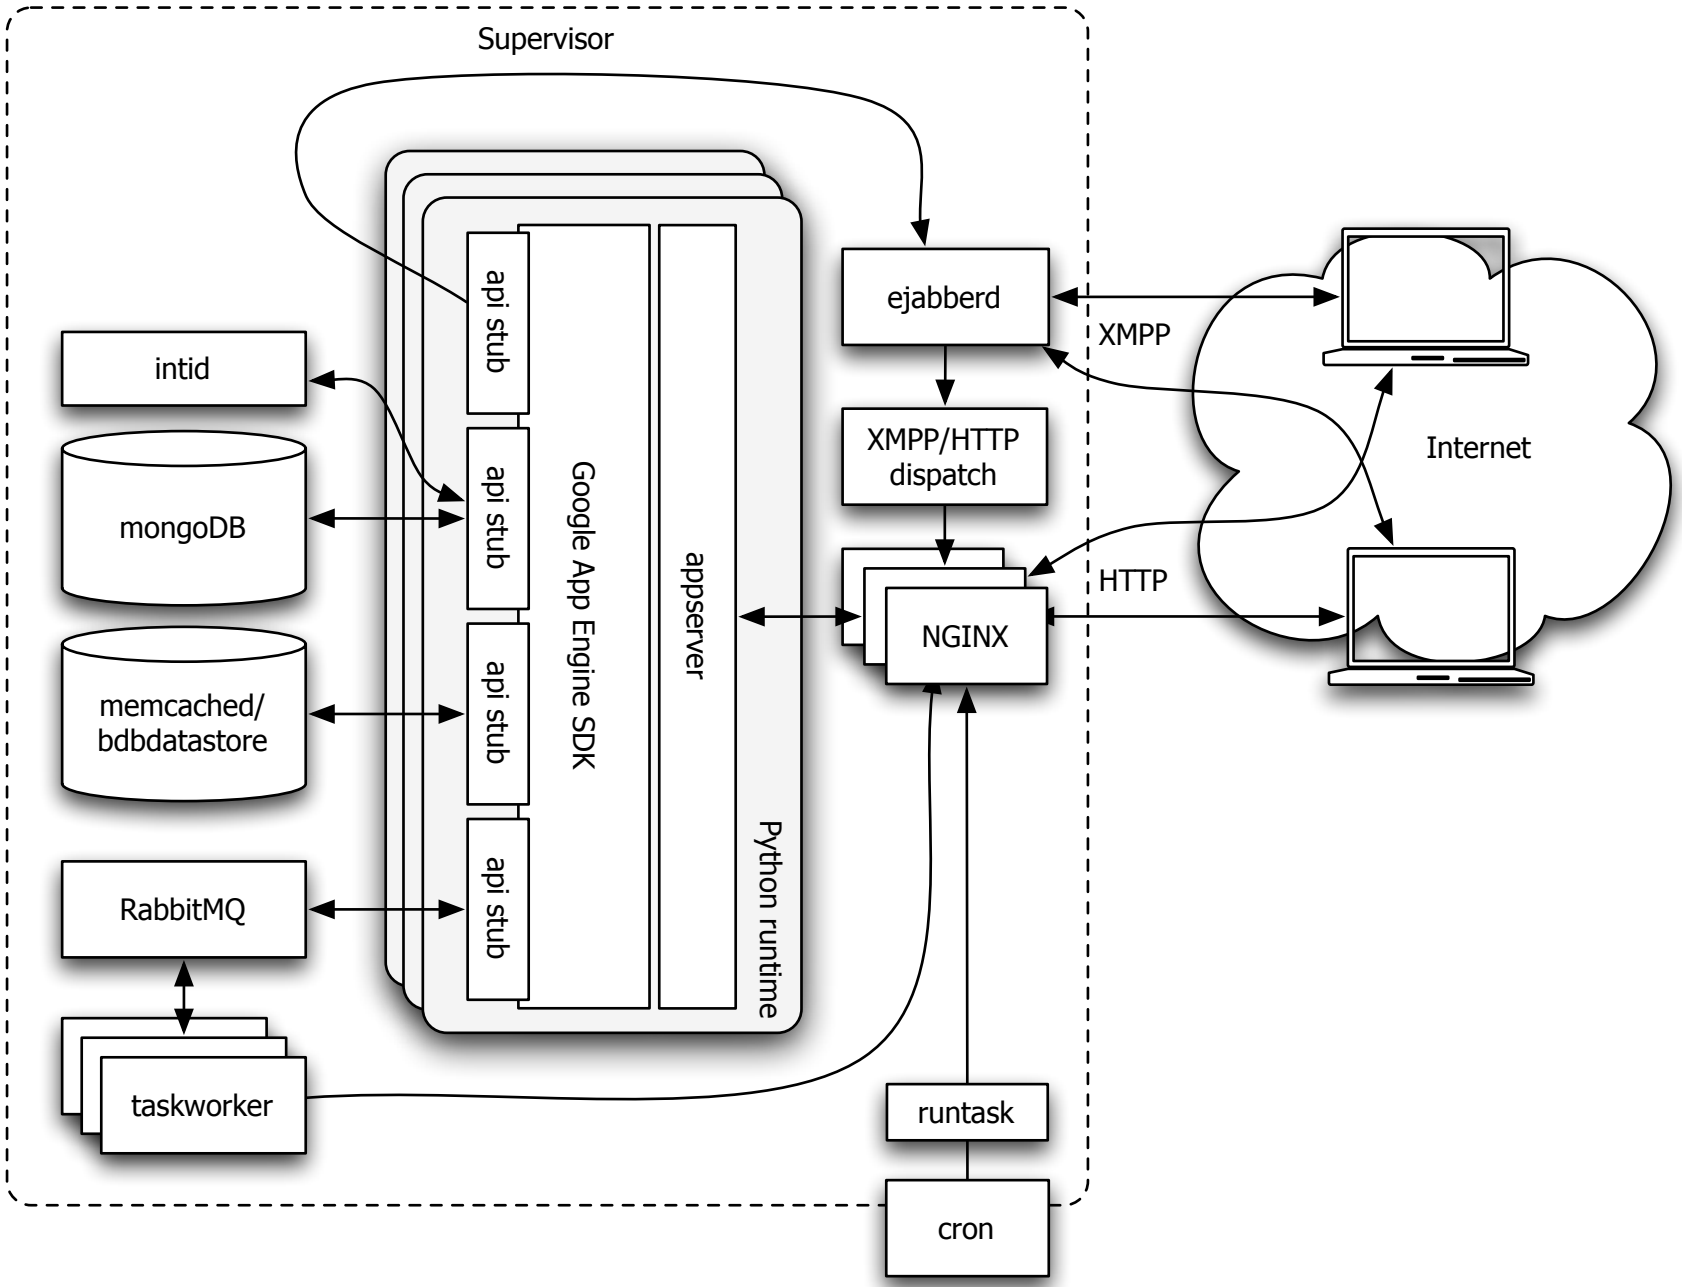 Supervisor
api stub
api stub
api stub
api stub
Google App Engine SDK
appserver
Python runtime
intid
mongoDB
memcached/
bdbdatastore
RabbitMQ
taskworker
ejabberd
XMPP/HTTP
dispatch
NGINX
runtask
cron
XMPP
HTTP
Internet